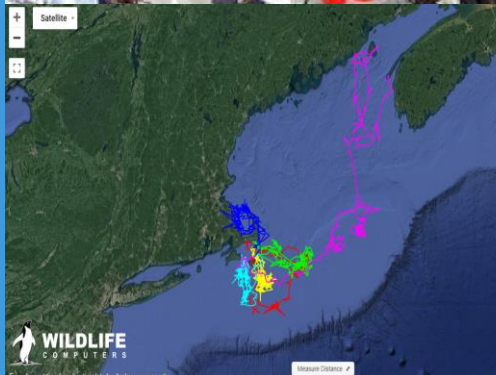 +
Satellite
−
WILDLIFE
COMPUTERS
Measure Distance